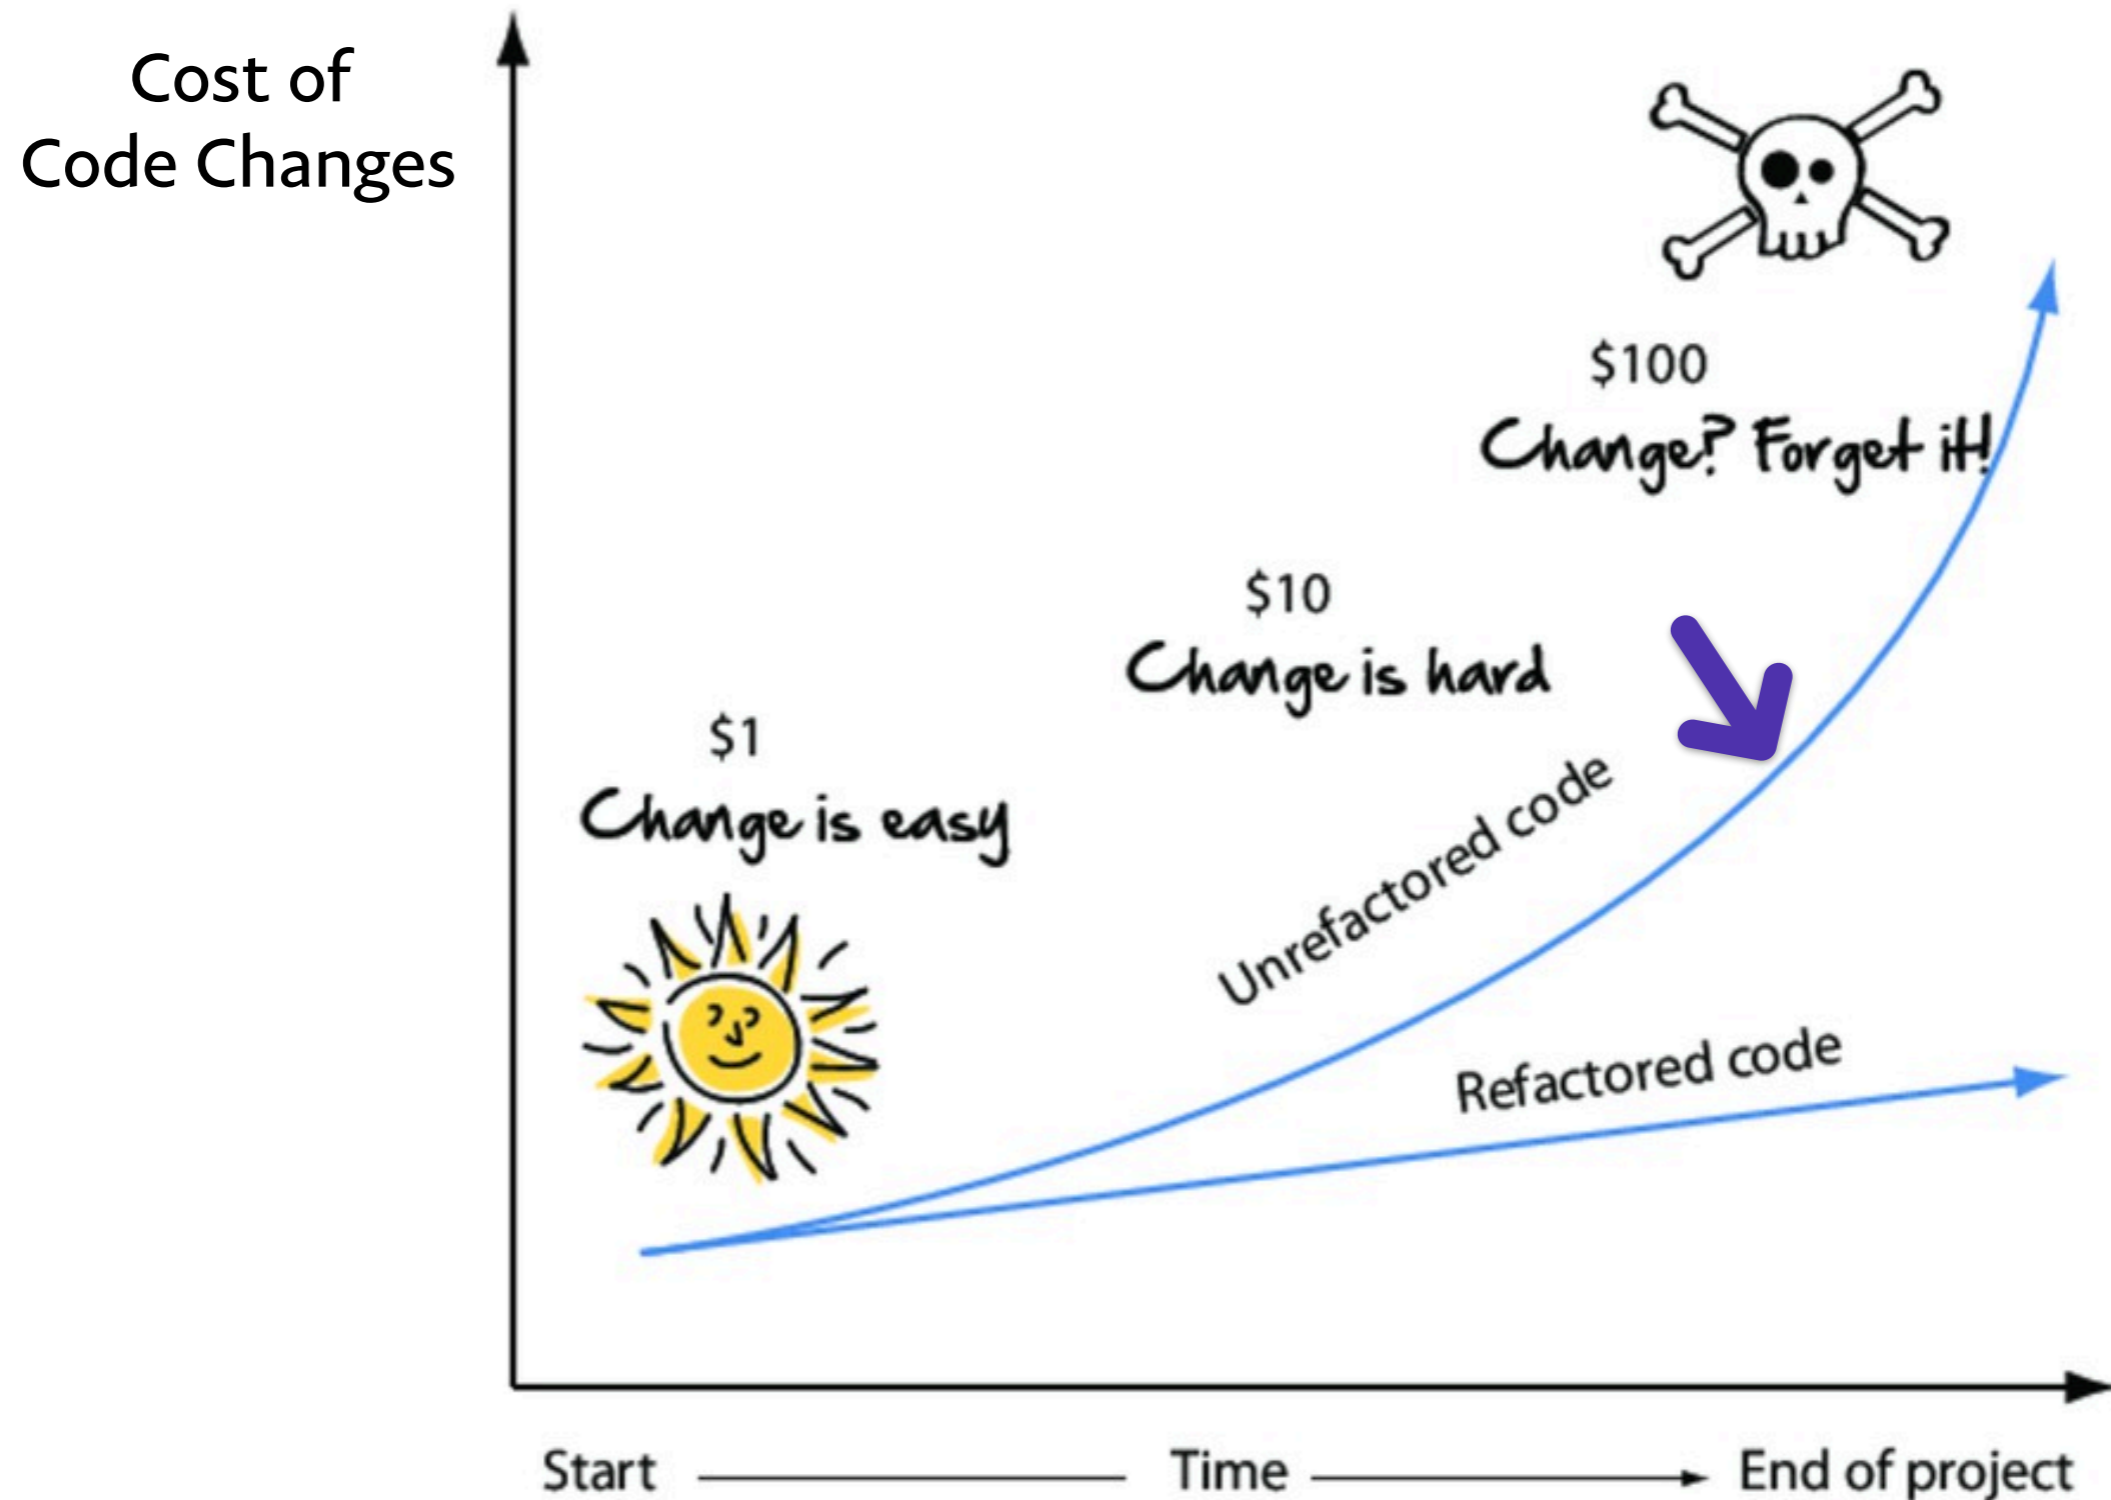 Cost of
Code Changes
$100
Change? Forget it!
$10
Change is hard
$1
Change is easy
Unrefactored code
Refactored code
Start
Time
End of project